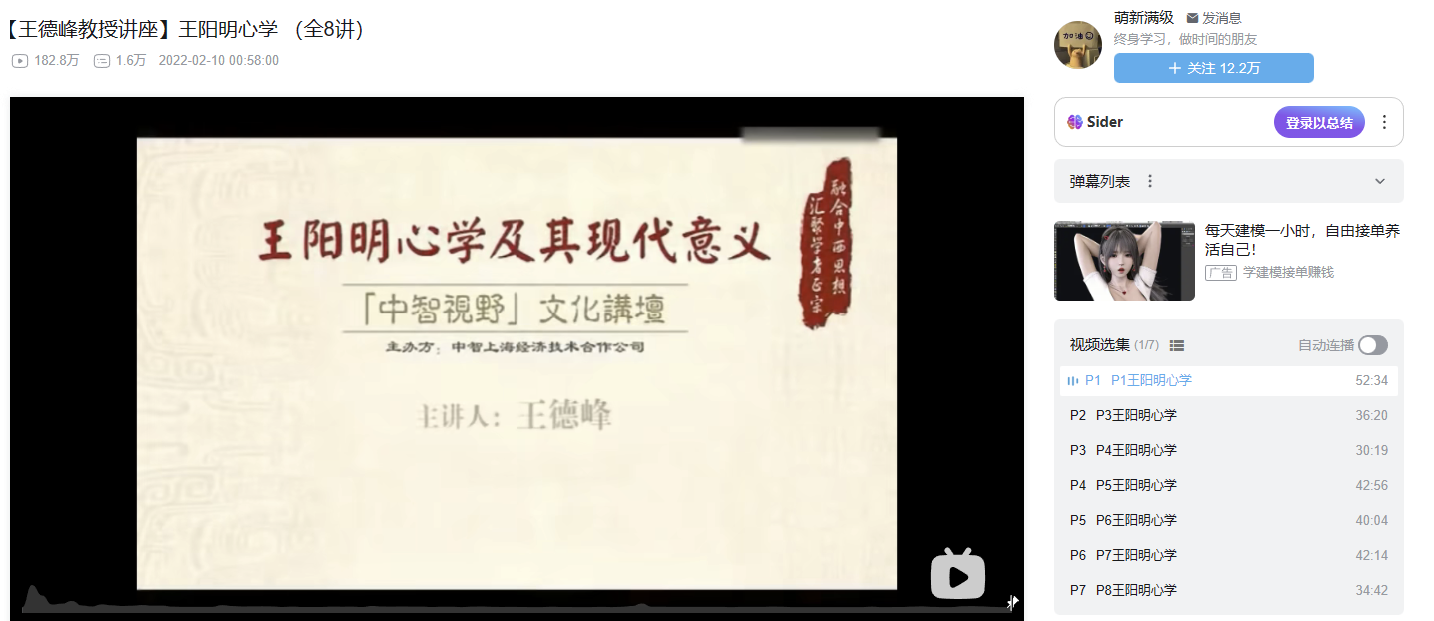 【王德峰教授讲座】王阳明心学 （全8讲）
182.8万 1.6万 2022-02-10 00:58:00
王阳明心学及其现代意义
「中智視野」文化講壇
主办方：中智上海经济技术合作公司
主讲人：王德峰
融合中西思想
汇聚学者正宗
加油
萌新满级 发消息
终身学习，做时间的朋友
+ 关注 12.2万
Sider 登录以总结
弹幕列表
每天建模一小时，自由接单养
活自己！
广告 学建模接单赚钱
视频选集 (1/7) 自动连播
P1 P1王阳明心学 52:34
P2 P3王阳明心学 36:20
P3 P4王阳明心学 30:19
P4 P5王阳明心学 42:56
P5 P6王阳明心学 40:04
P6 P7王阳明心学 42:14
P7 P8王阳明心学 34:42